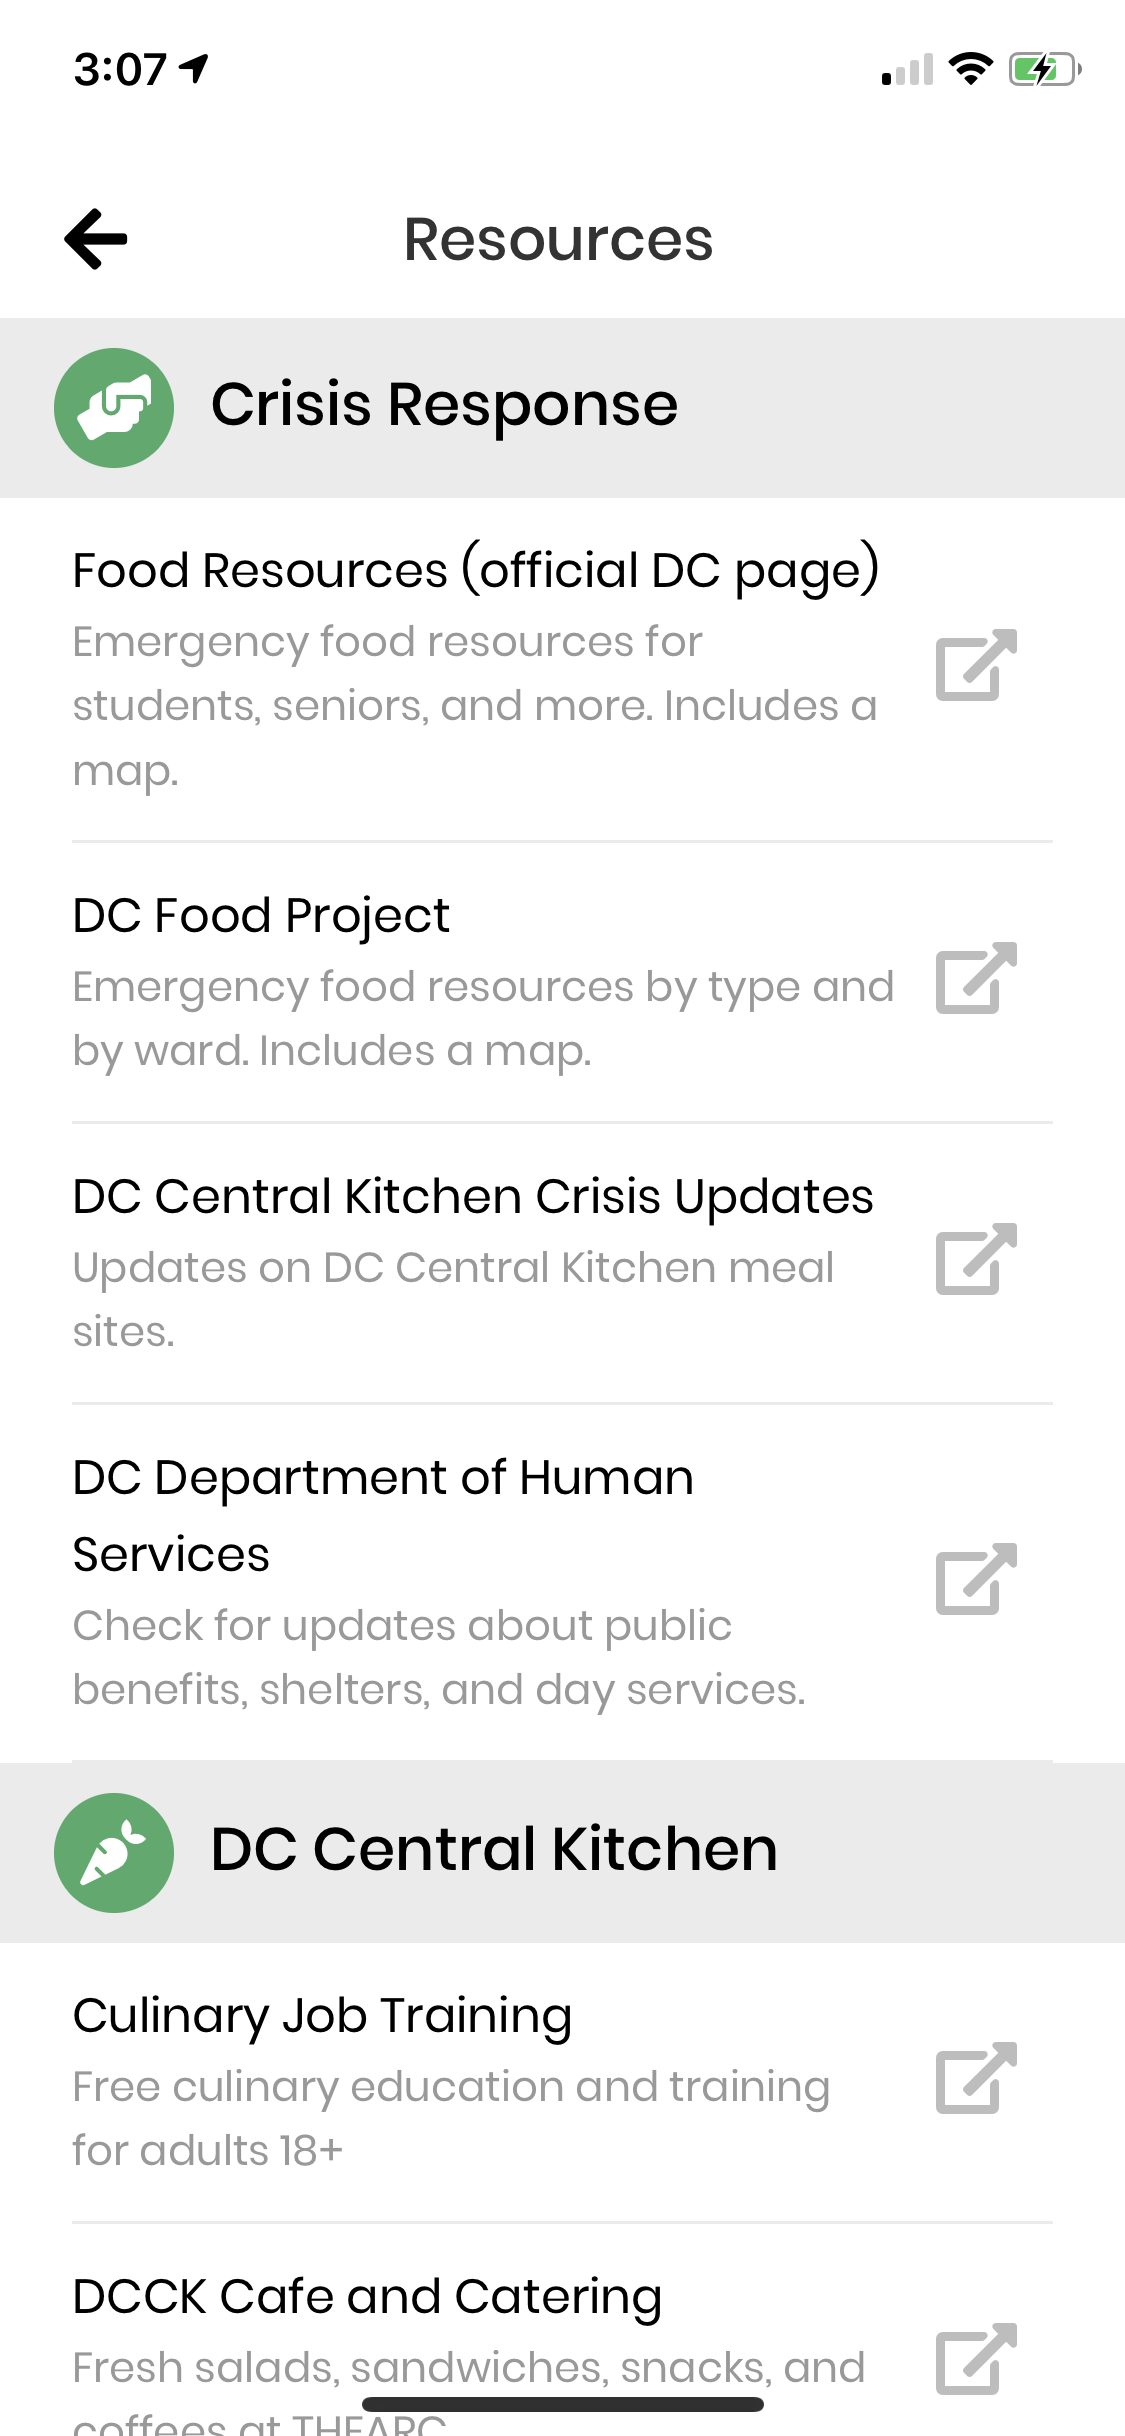 3:07
Resources
Crisis Response
Food Resources (official DC page)
Emergency food resources for
students, seniors, and more. Includes a
map.
DC Food Project
Emergency food resources by type and
by ward. Includes a map.
DC Central Kitchen Crisis Updates
Updates on DC Central Kitchen meal
sites.
DC Department of Human
Services
Check for updates about public
benefits, shelters, and day services.
DC Central Kitchen
Culinary Job Training
Free culinary education and training
for adults 18+
DCCK Cafe and Catering
Fresh salads, sandwiches, snacks, and
coffees at THEARC